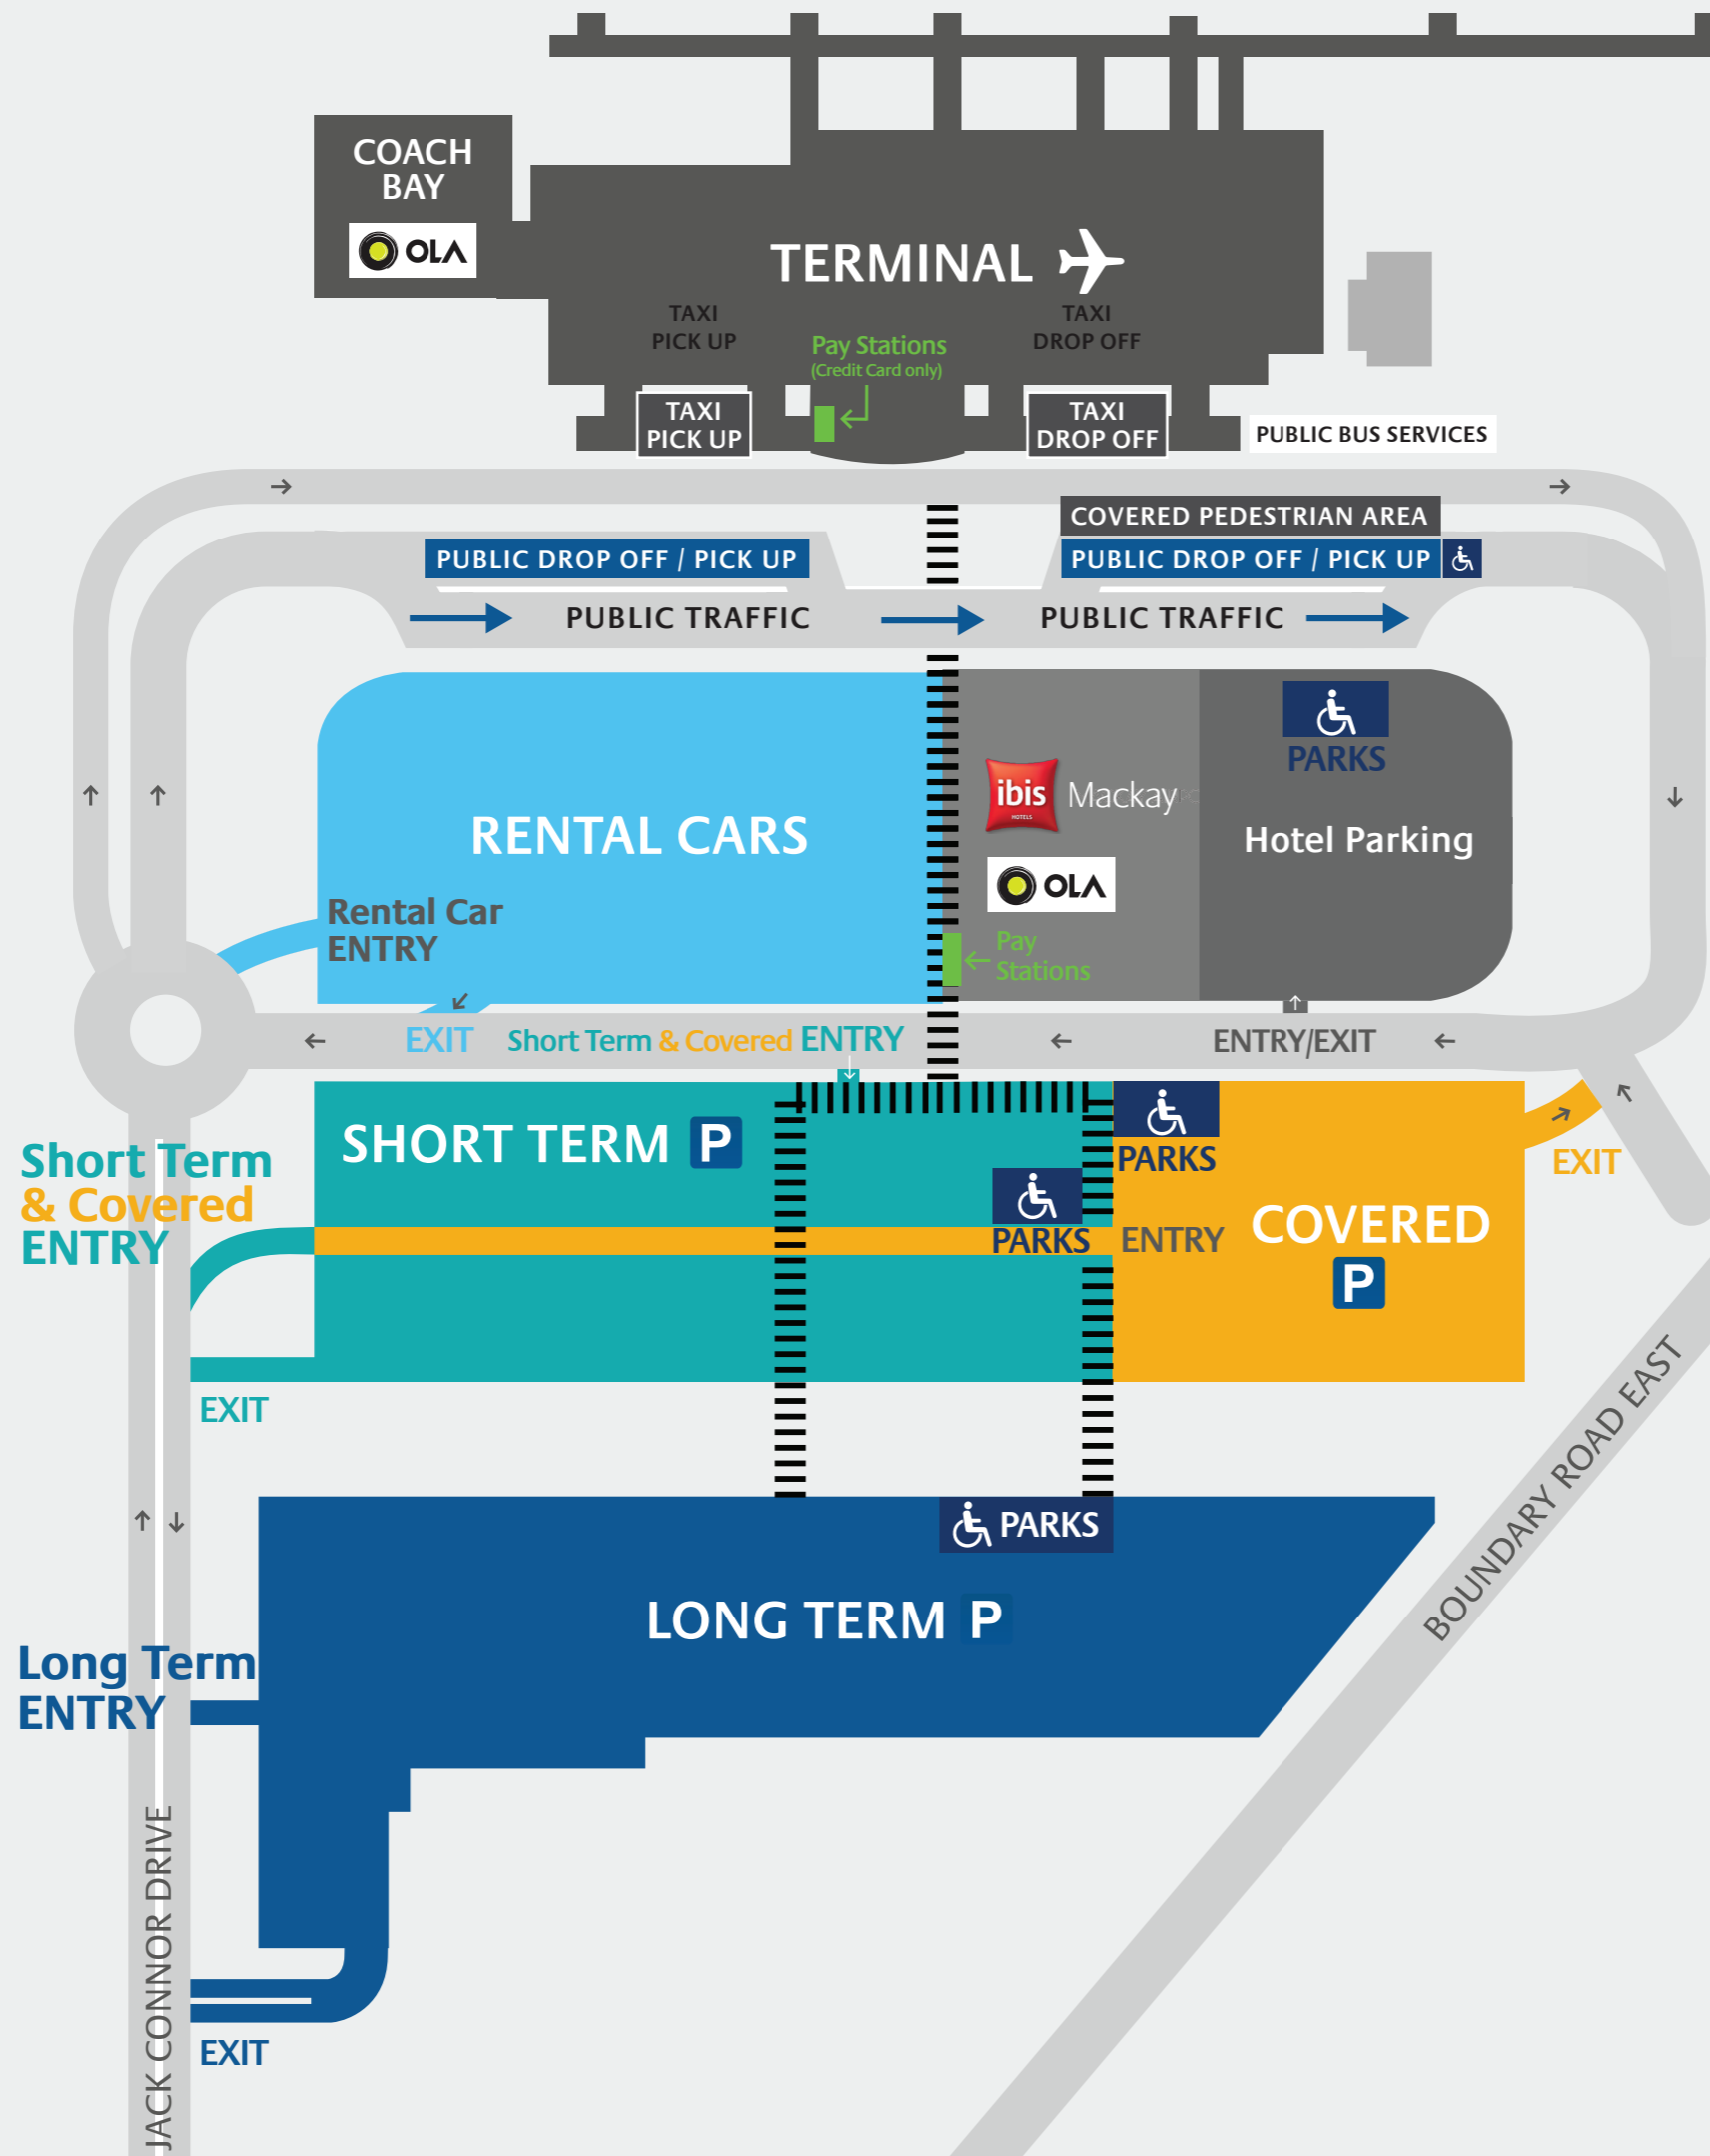 COACH
BAY
OLA
TERMINAL
TAXI
PICK UP
TAXI
DROP OFF
Pay Stations
(Credit Card only)
TAXI
PICK UP
TAXI
DROP OFF
PUBLIC BUS SERVICES
COVERED PEDESTRIAN AREA
PUBLIC DROP OFF / PICK UP
PUBLIC DROP OFF / PICK UP
PUBLIC TRAFFIC
PUBLIC TRAFFIC
PARKS
ibis
HOTELS
Mackay
RENTAL CARS
Hotel Parking
OLA
Rental Car
ENTRY
Pay
Stations
EXIT
Short Term & Covered ENTRY
ENTRY/EXIT
SHORT TERM P
PARKS
Short Term
& Covered
ENTRY
EXIT
PARKS
ENTRY
COVERED
P
EXIT
BOUNDARY ROAD EAST
PARKS
LONG TERM P
Long Term
ENTRY
JACK CONNOR DRIVE
EXIT